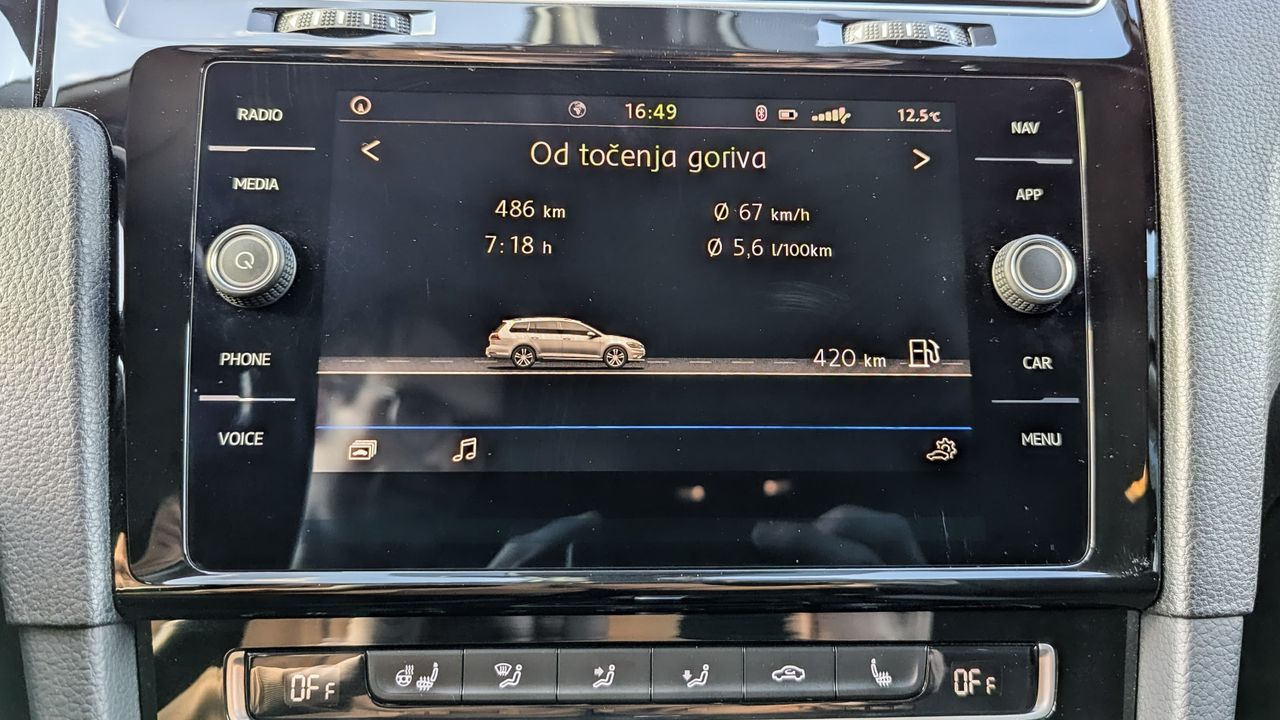 RADIO
MEDIA
PHONE
VOICE
16:49
12.5°C
Od točenja goriva
486 km
Ø 67 km/h
7:18 h
Ø 5,6 l/100km
420 km
NAV
APP
CAR
MENU
OFF
OFF